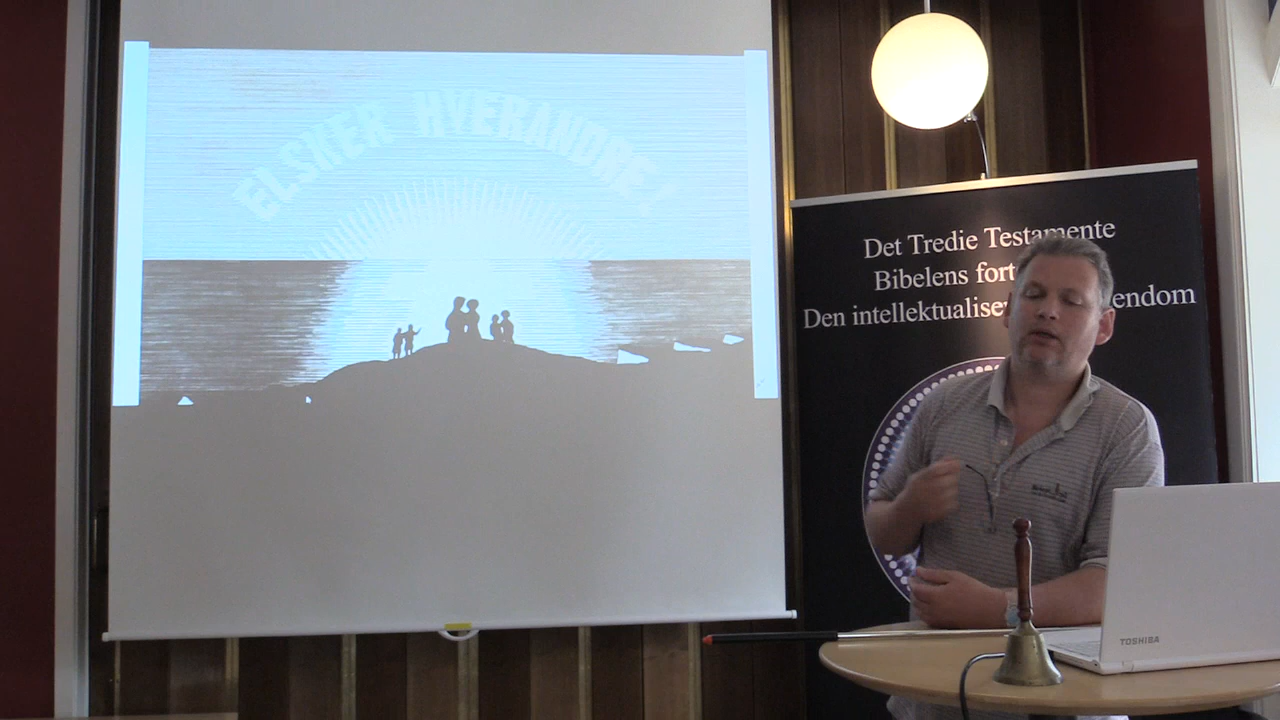 ELSKER HVERANDRE!
Det Tredie Testamente
Bibelens fort
Den intellektualise endom
TOSHIBA